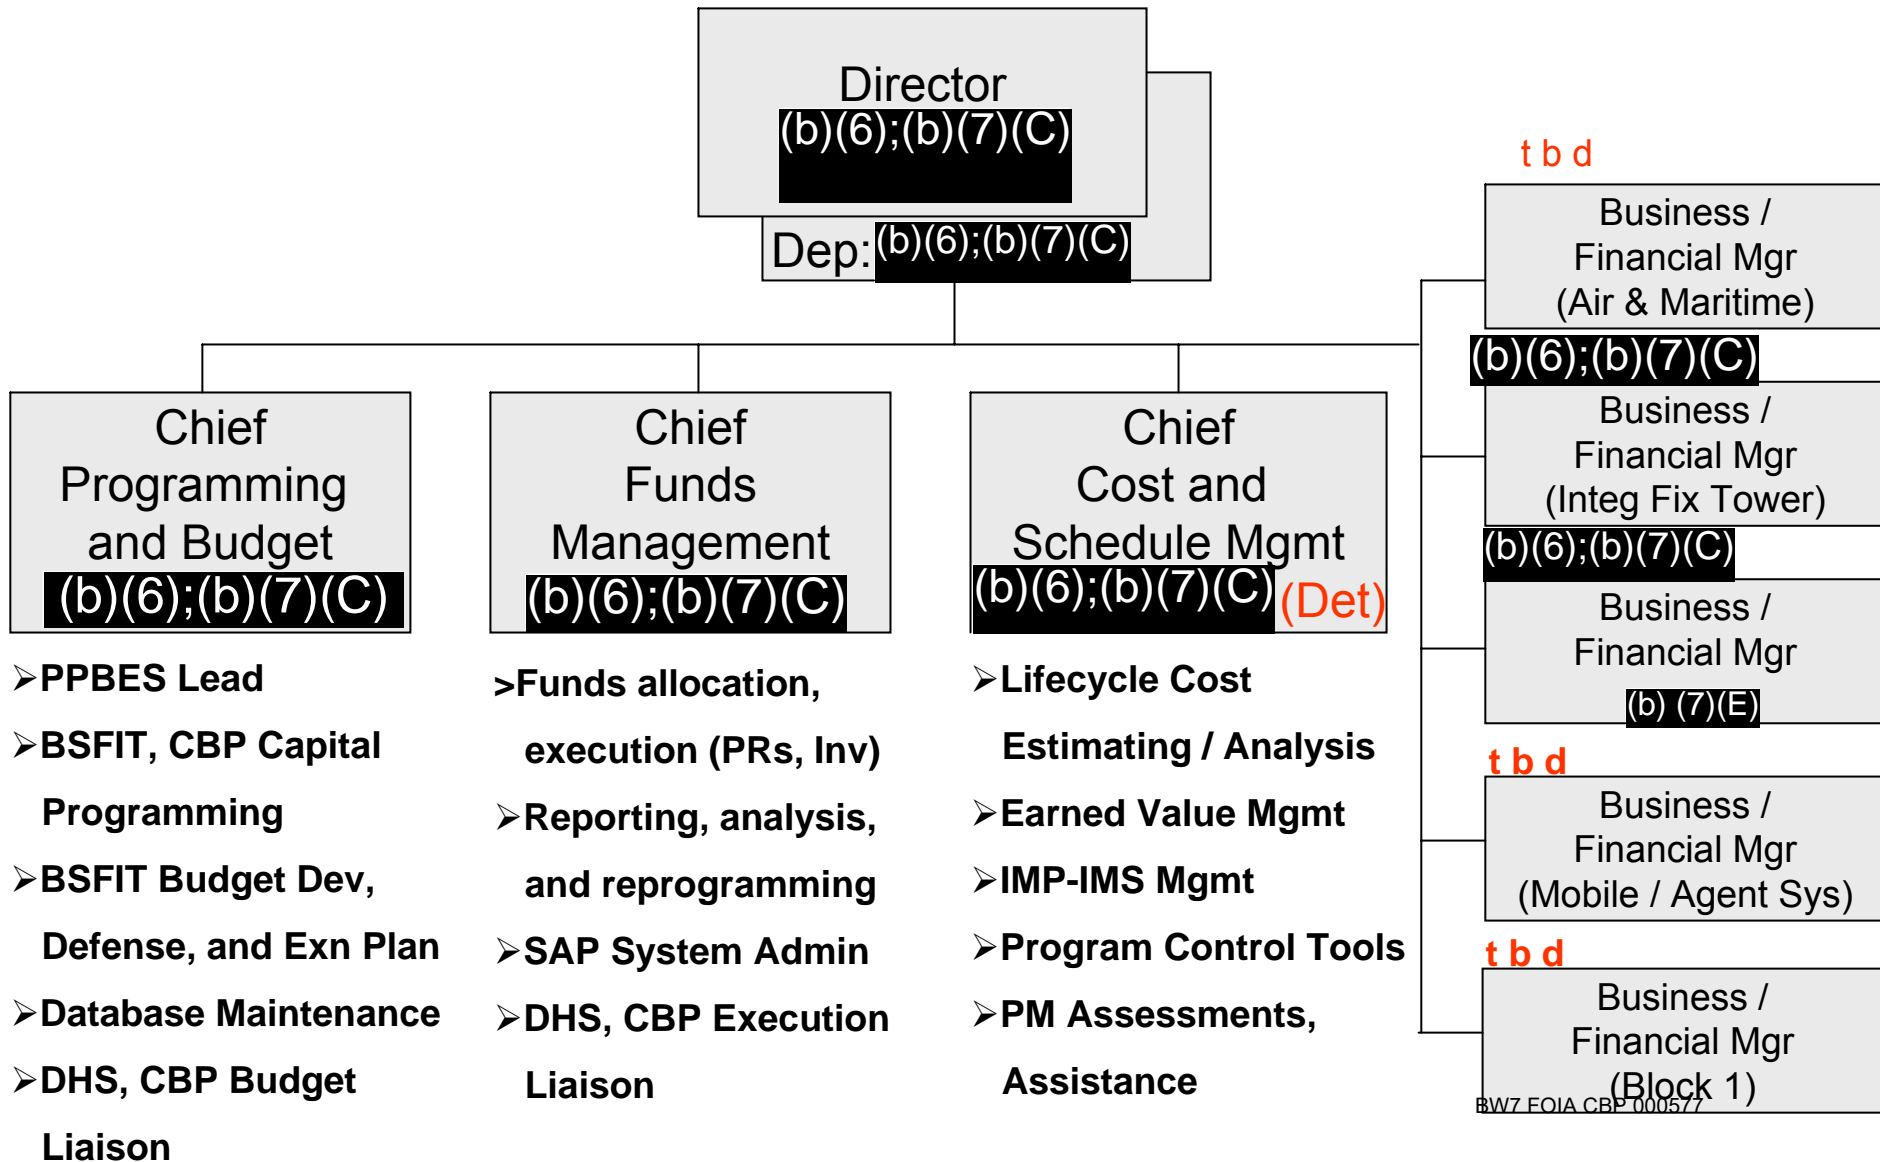 Director
(b)(6);(b)(7)(C)
Dep: (b)(6);(b)(7)(C)
Chief
Programming
and Budget
(b)(6);(b)(7)(C)
➢PPBES Lead
➢BSFIT, CBP Capital
Programming
➢BSFIT Budget Dev,
Defense, and Exn Plan
➢Database Maintenance
➢DHS, CBP Budget
Liaison
Chief
Funds
Management
(b)(6);(b)(7)(C)
>Funds allocation,
execution (PRs, Inv)
➢Reporting, analysis,
and reprogramming
➢SAP System Admin
➢DHS, CBP Execution
Liaison
Chief
Cost and
Schedule Mgmt
(b)(6);(b)(7)(C) (Det)
➢Lifecycle Cost
Estimating / Analysis
➢Earned Value Mgmt
➢IMP-IMS Mgmt
➢Program Control Tools
➢PM Assessments,
Assistance
t b d
Business /
Financial Mgr
(Air & Maritime)
(b)(6);(b)(7)(C)
Business /
Financial Mgr
(Integ Fix Tower)
(b)(6);(b)(7)(C)
Business /
Financial Mgr
(b) (7)(E)
t b d
Business /
Financial Mgr
(Mobile / Agent Sys)
t b d
Business /
Financial Mgr
(Block 1)
BW7 FOIA CBP 000577